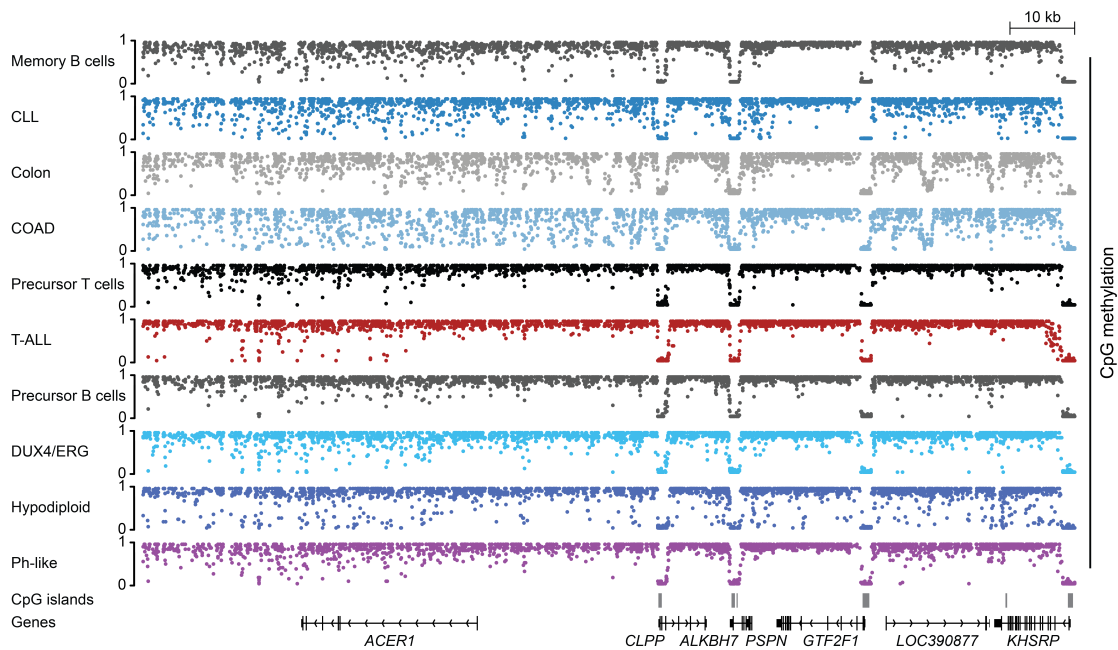 10 kb
Memory B cells 1 0
CLL 1 0
Colon 1 0
COAD 1 0
Precursor T cells 1 0
T-ALL 1 0
Precursor B cells 1 0
DUX4/ERG 1 0
Hypodiploid 1 0
Ph-like 1 0
CpG methylation
CpG islands
Genes
ACER1 CLPP ALKBH7 PSPN GTF2F1 LOC390877 KHSRP